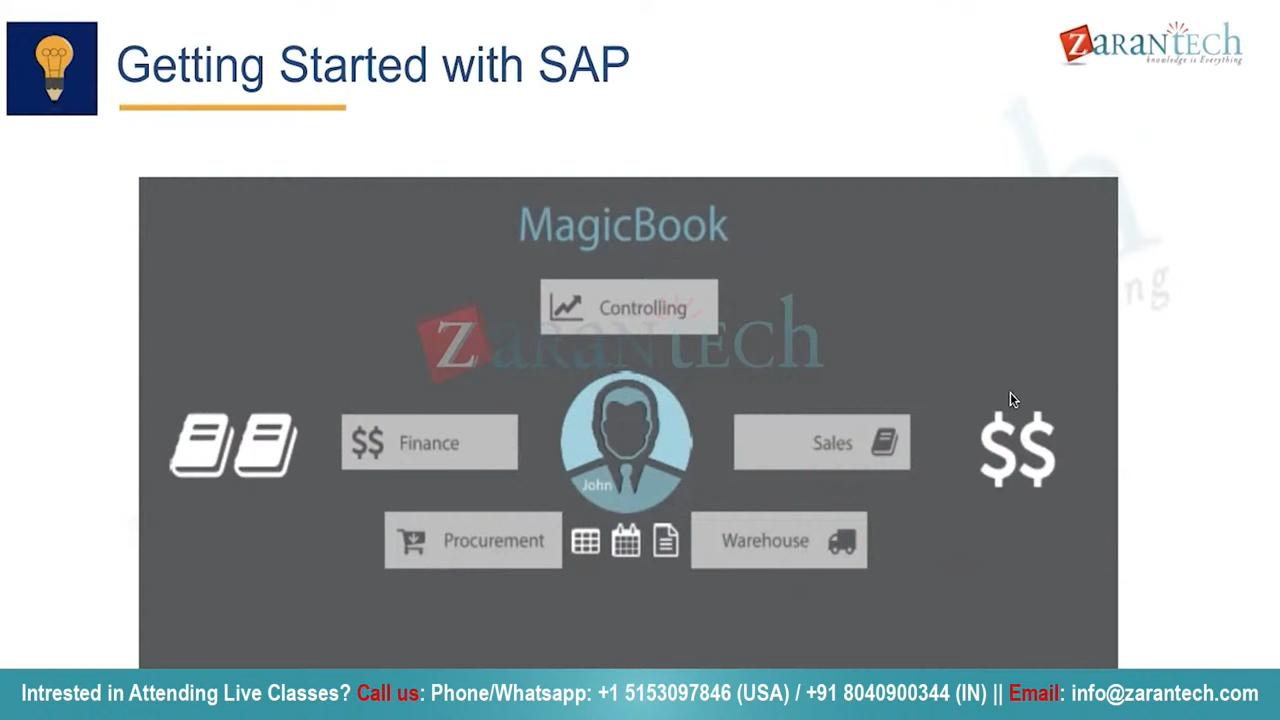 Getting Started with SAP
ZaranTech
knowledge is Everything
MagicBook
Controlling
ZaranTech
$$ Finance
Sales
$$
John
Procurement
Warehouse
Intrested in Attending Live Classes? Call us: Phone/Whatsapp: +1 5153097846 (USA) / +91 8040900344 (IN) || Email: info@zarantech.com